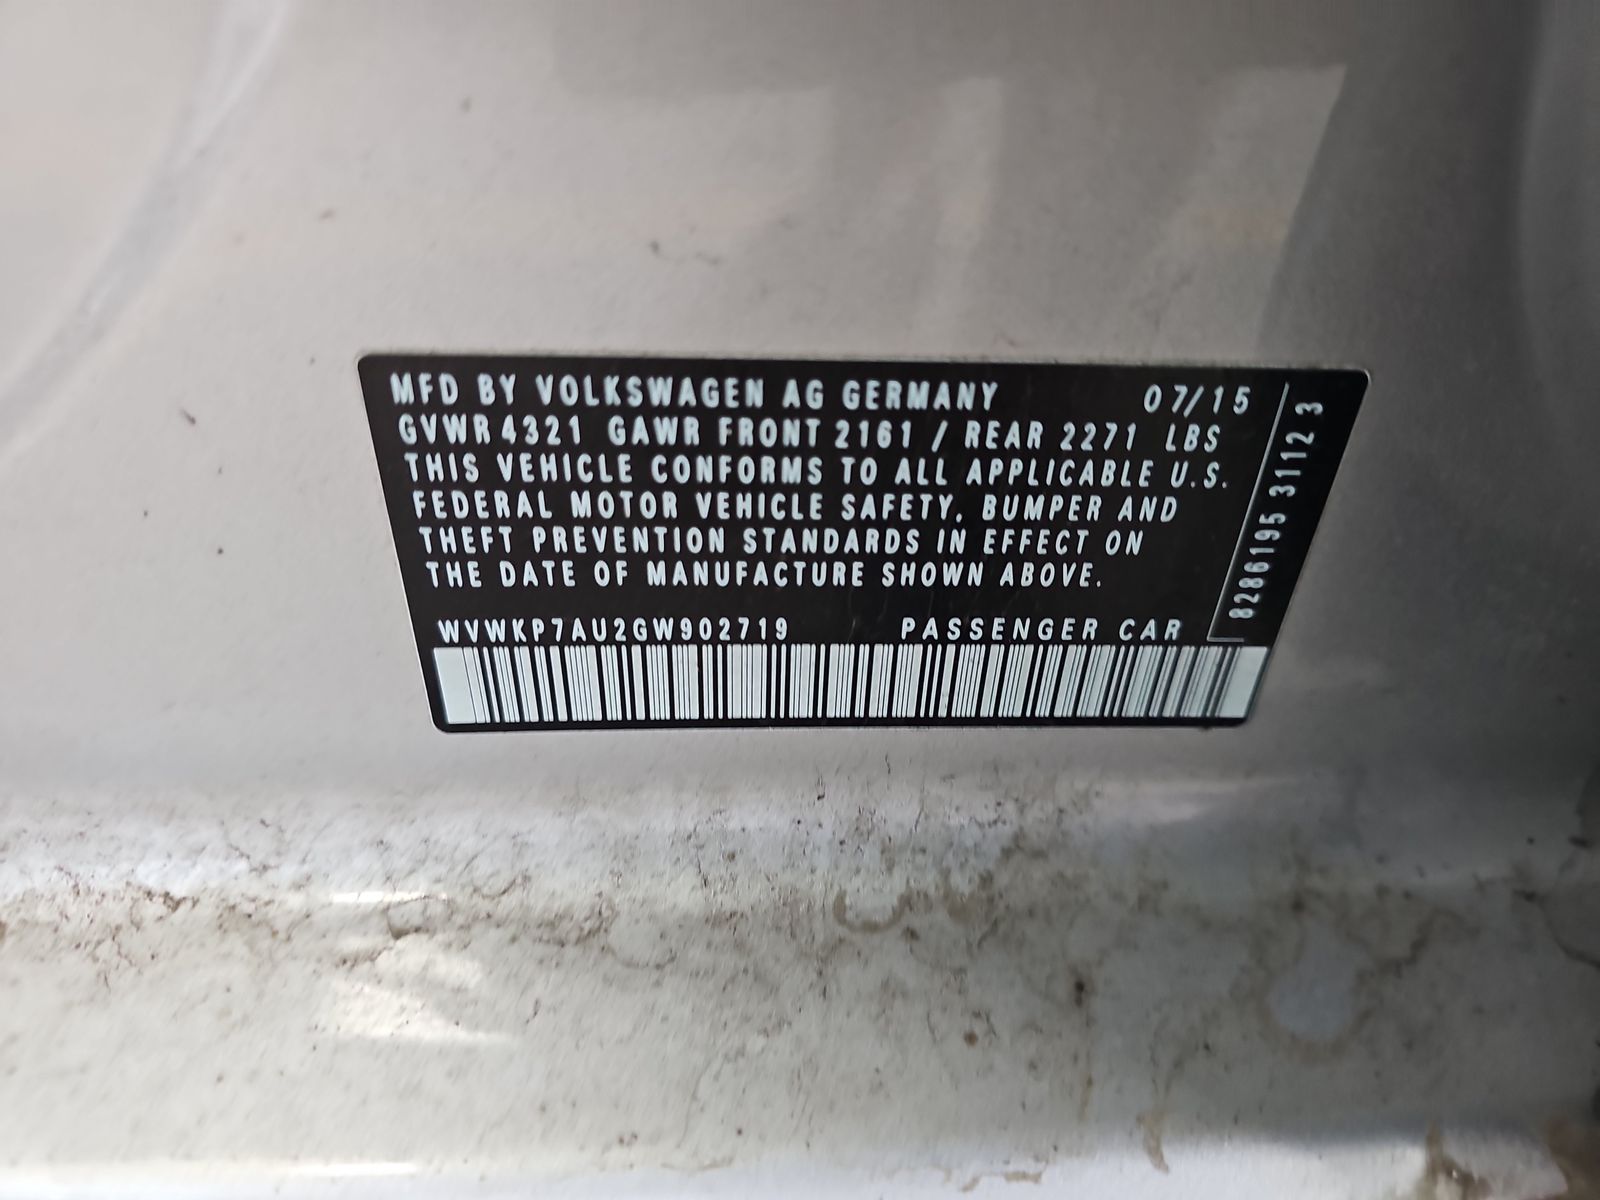 MFD BY VOLKSWAGEN AG GERMANY 07/15
GVWR 4321 GAWR FRONT 2161 / REAR 2271 LBS
THIS VEHICLE CONFORMS TO ALL APPLICABLE U.S.
FEDERAL MOTOR VEHICLE SAFETY, BUMPER AND
THEFT PREVENTION STANDARDS IN EFFECT ON
THE DATE OF MANUFACTURE SHOWN ABOVE.
WVWKP7AU2GW902719 PASSENGER CAR
8286195 3112 3